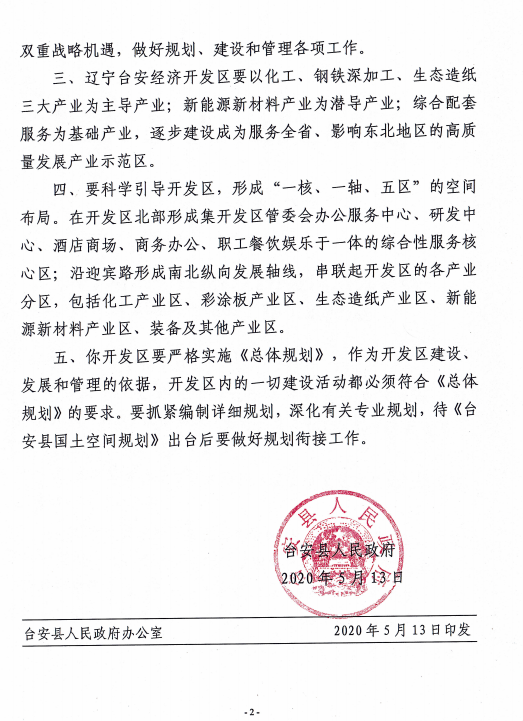 双重战略机遇，做好规划、建设和管理各项工作。
三、辽宁台安经济开发区要以化工、钢铁深加工、生态造纸
三大产业为主导产业；新能源新材料产业为潜导产业；综合配套
服务为基础产业，逐步建设成为服务全省、影响东北地区的高质
量发展产业示范区。
四、要科学引导开发区，形成“一核、一轴、五区”的空间
布局。在开发区北部形成集开发区管委会办公服务中心、研发中
心、酒店商场、商务办公、职工餐饮娱乐于一体的综合性服务核
心区；沿迎宾路形成南北纵向发展轴线，串联起开发区的各产业
分区，包括化工产业区、彩涂板产业区、生态造纸产业区、新能
源新材料产业区、装备及其他产业区。
五、你开发区要严格实施《总体规划》，作为开发区建设、
发展和管理的依据，开发区内的一切建设活动都必须符合《总体
规划》的要求。要抓紧编制详细规划，深化有关专业规划，待《台
安县国土空间规划》出台后要做好规划衔接工作。
台安县人民政府
台安县人民政府
2020年5月13日
台安县人民政府办公室 2020年5月13日印发
-2-